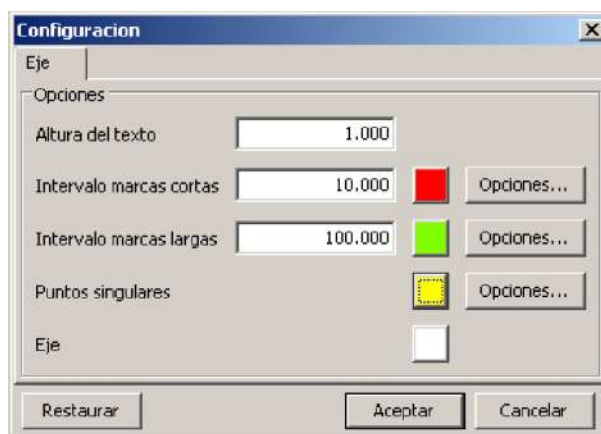 Configuracion
Eje
Opciones
Altura del texto 1.000
Intervalo marcas cortas 10.000 Opciones...
Intervalo marcas largas 100.000 Opciones...
Puntos singulares Opciones...
Eje
Restaurar Aceptar Cancelar